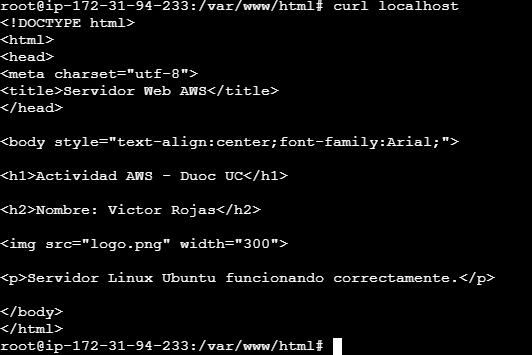 root@ip-172-31-94-233:/var/www/html# curl localhost
<!DOCTYPE html>
<html>
<head>
<meta charset="utf-8">
<title>Servidor Web AWS</title>
</head>
<body style="text-align:center;font-family:Arial;">
<h1>Actividad AWS - Duoc UC</h1>
<h2>Nombre: Victor Rojas</h2>
<img src="logo.png" width="300">
<p>Servidor Linux Ubuntu funcionando correctamente.</p>
</body>
</html>
root@ip-172-31-94-233:/var/www/html#